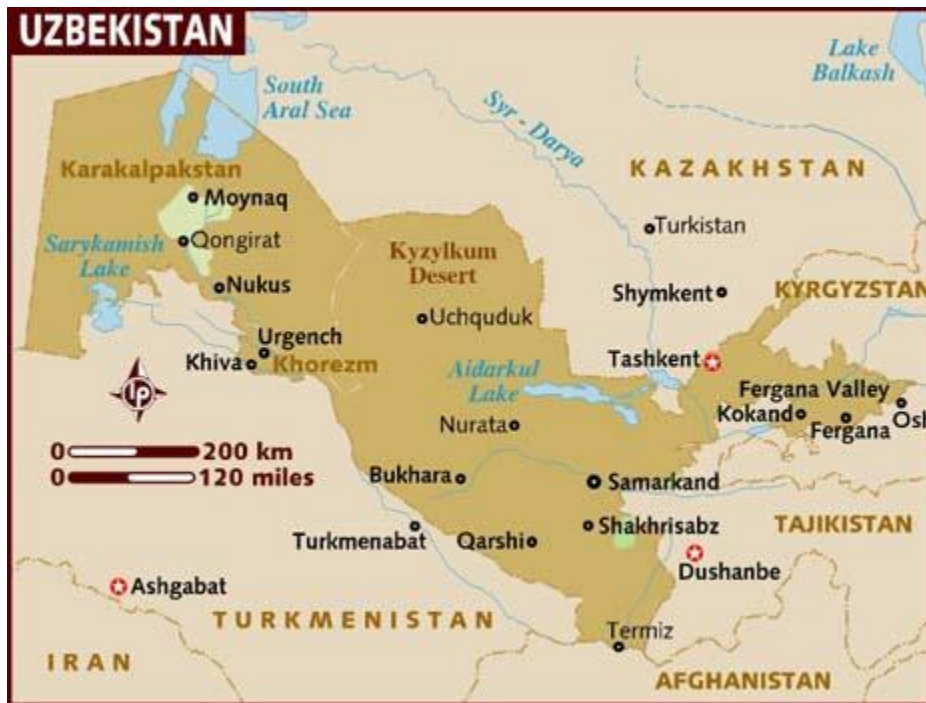 UZBEKISTAN
Lake
Balkash
South
Aral Sea
Syr - Darya
Karakalpakstan
KAZAKHSTAN
Moynaq
Turkistan
Qongirat
Sarykamish
Lake
Kyzylkum
Desert
Nukus
Shymkent
KYRGYZSTAN
Uchquduk
Urgench
Khiva
Khorezm
Tashkent
Aidarkul
Lake
Fergana Valley
LP
Kokand
Osh
Nurata
Fergana
0 200 km
0 120 miles
Bukhara
Samarkand
Shakhrisabz
TAJIKISTAN
Turkmenabat
Qarshi
Dushanbe
Ashgabat
TURKMENISTAN
Termiz
IRAN
AFGHANISTAN